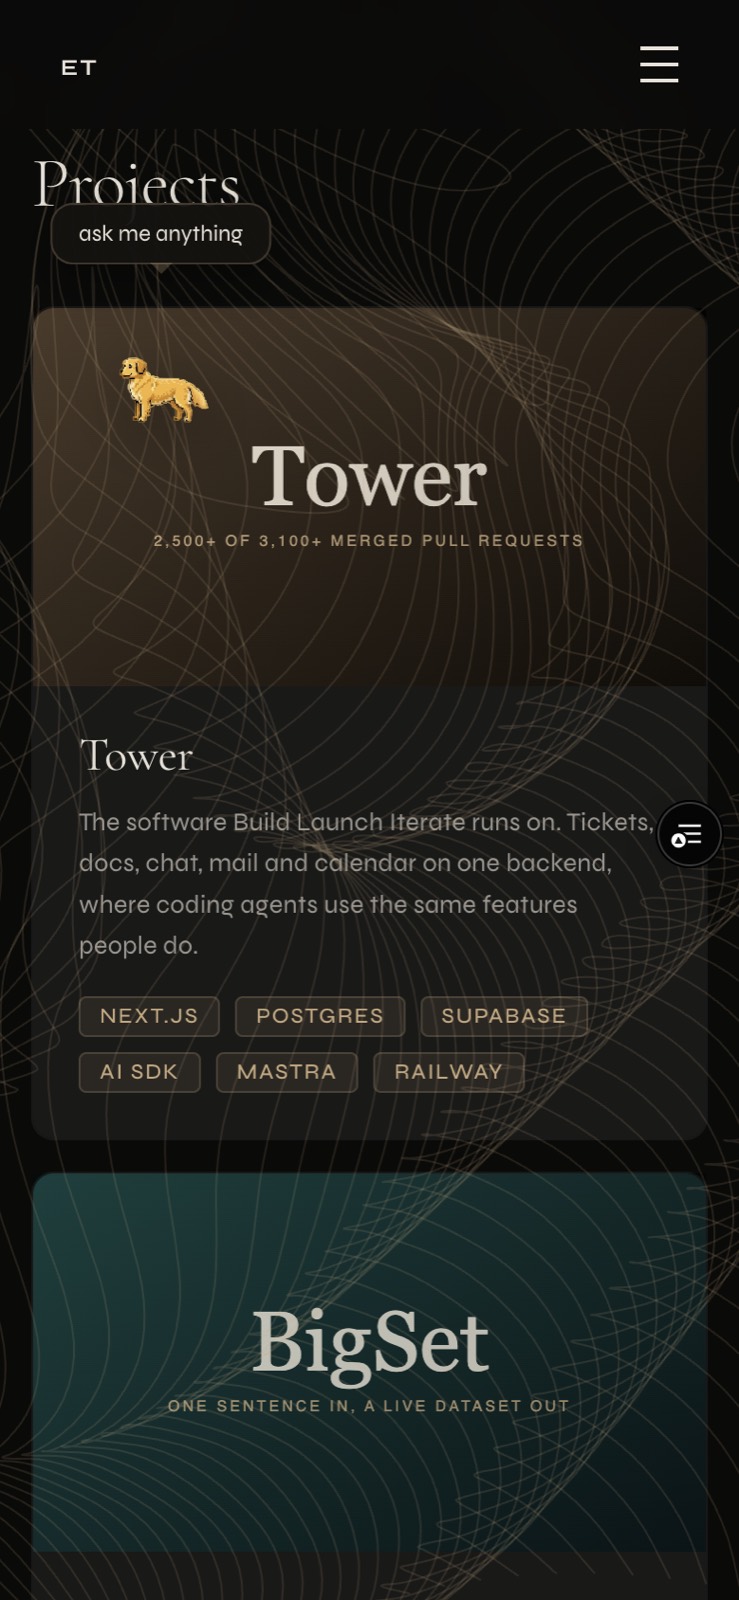 ET
Projects
ask me anything
Tower
2,500+ OF 3,100+ MERGED PULL REQUESTS
Tower
The software Build Launch Iterate runs on. Tickets,
docs, chat, mail and calendar on one backend,
where coding agents use the same features
people do.
NEXT.JS POSTGRES SUPABASE
AI SDK MASTRA RAILWAY
BigSet
ONE SENTENCE IN, A LIVE DATASET OUT